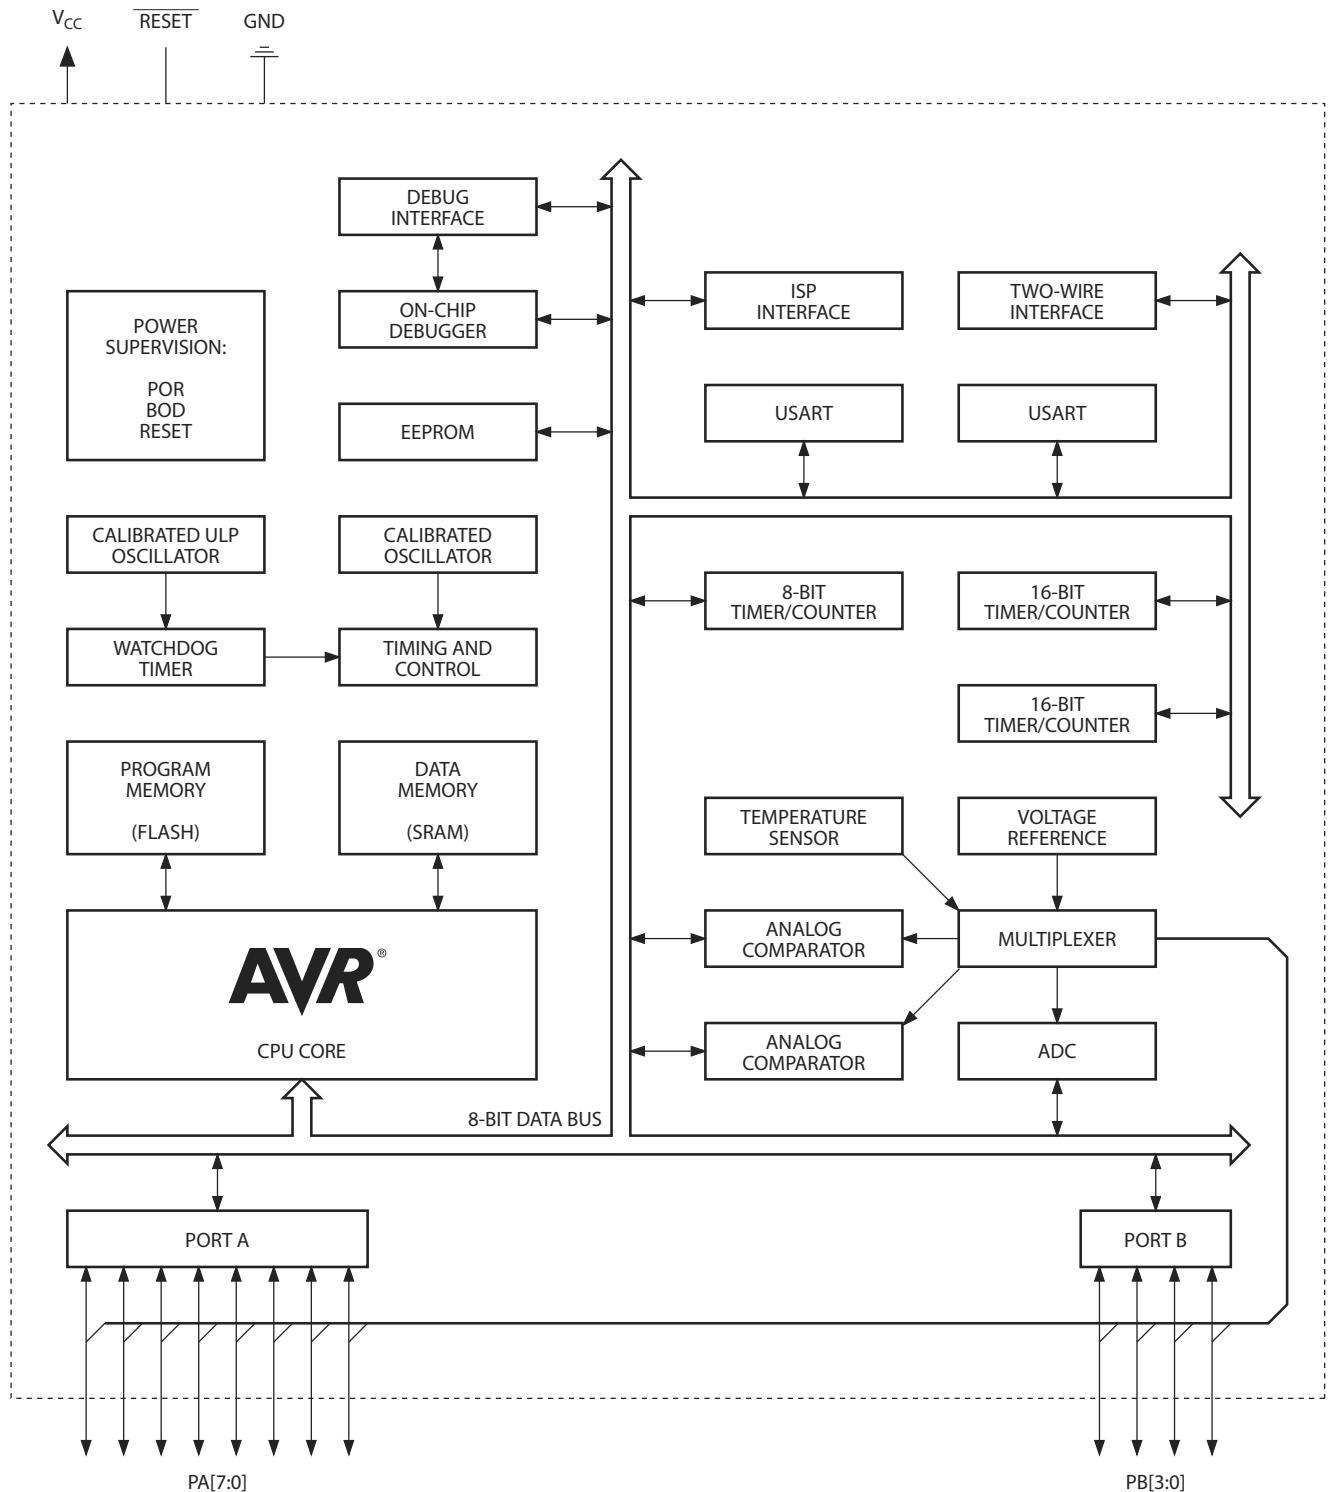 VCC
RESET
GND
DEBUG
INTERFACE
ON-CHIP
DEBUGGER
POWER
SUPERVISION:
POR
BOD
RESET
EEPROM
ISP
INTERFACE
TWO-WIRE
INTERFACE
USART
USART
CALIBRATED ULP
OSCILLATOR
CALIBRATED
OSCILLATOR
WATCHDOG
TIMER
TIMING AND
CONTROL
8-BIT
TIMER/COUNTER
16-BIT
TIMER/COUNTER
16-BIT
TIMER/COUNTER
PROGRAM
MEMORY
(FLASH)
DATA
MEMORY
(SRAM)
TEMPERATURE
SENSOR
VOLTAGE
REFERENCE
ANALOG
COMPARATOR
MULTIPLEXER
ANALOG
COMPARATOR
ADC
AVR®
CPU CORE
8-BIT DATA BUS
PORT A
PORT B
PA[7:0]
PB[3:0]